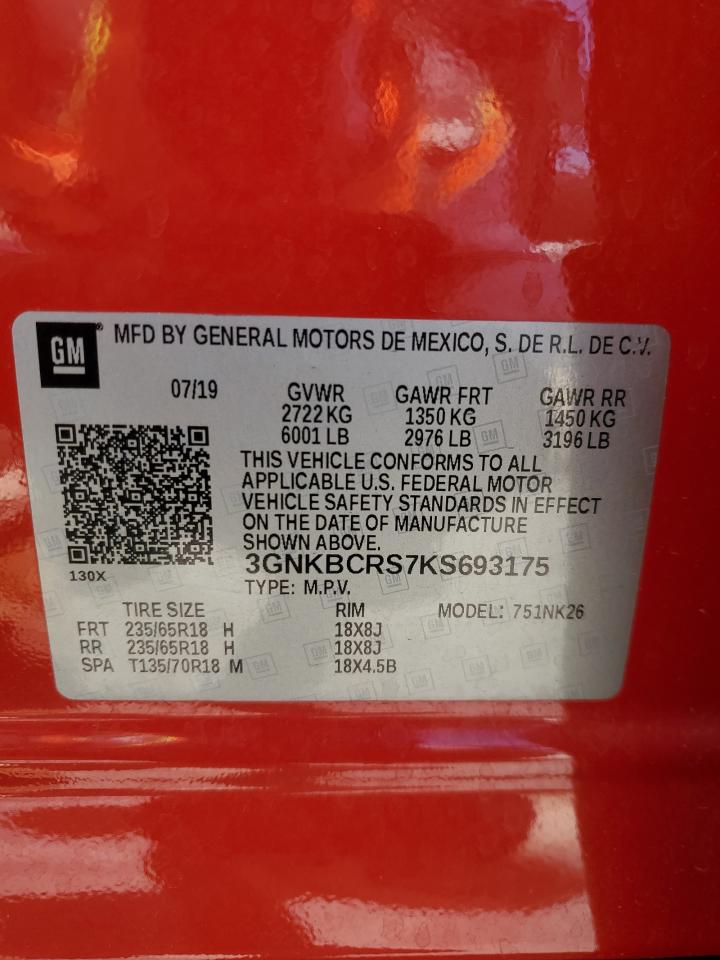 GM® MFD BY GENERAL MOTORS DE MEXICO, S. DE R.L. DE C.V.
07/19 GVWR GAWR FRT GAWR RR
2722 KG 1350 KG 1450 KG
6001 LB 2976 LB 3196 LB
THIS VEHICLE CONFORMS TO ALL
APPLICABLE U.S. FEDERAL MOTOR
VEHICLE SAFETY STANDARDS IN EFFECT
ON THE DATE OF MANUFACTURE
SHOWN ABOVE.
3GNKBCRS7KS693175
130X
TYPE: M.P.V.
TIRE SIZE RIM MODEL: 751NK26
FRT 235/65R18 H 18X8J
RR 235/65R18 H 18X8J
SPA T135/70R18 M 18X4.5B